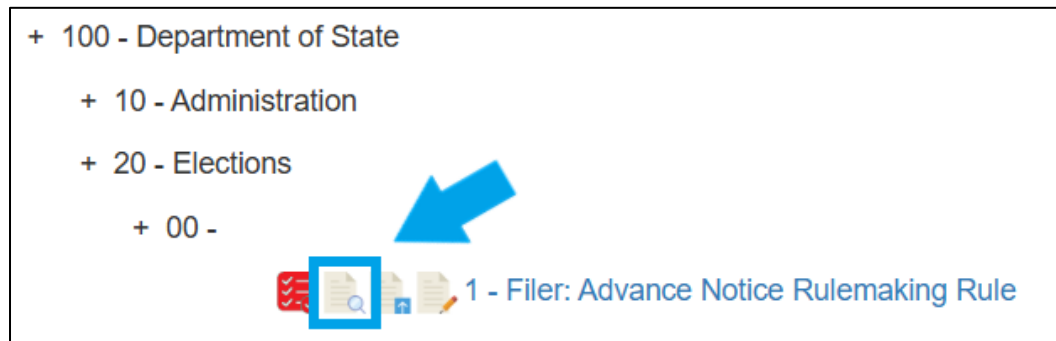 + 100 - Department of State
+ 10 - Administration
+ 20 - Elections
+ 00 -
1 - Filer: Advance Notice Rulemaking Rule